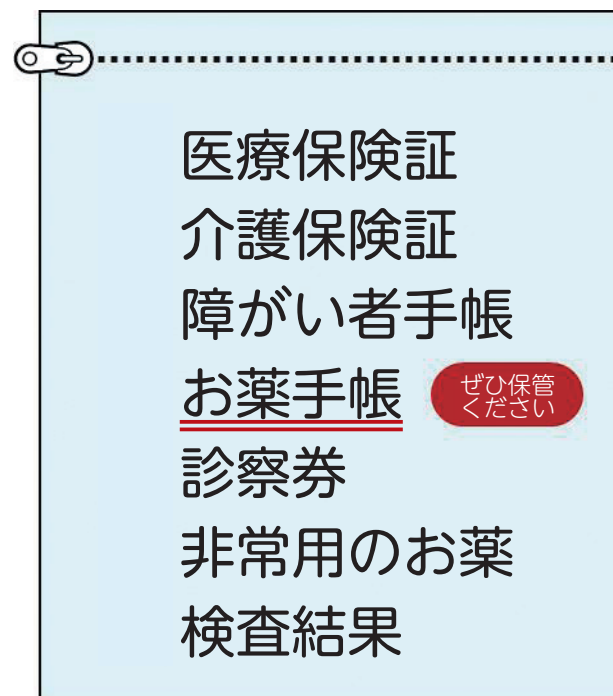 医療保険証
介護保険証
障がい者手帳
お薬手帳
ぜひ保管
ください
診察券
非常用のお薬
検査結果